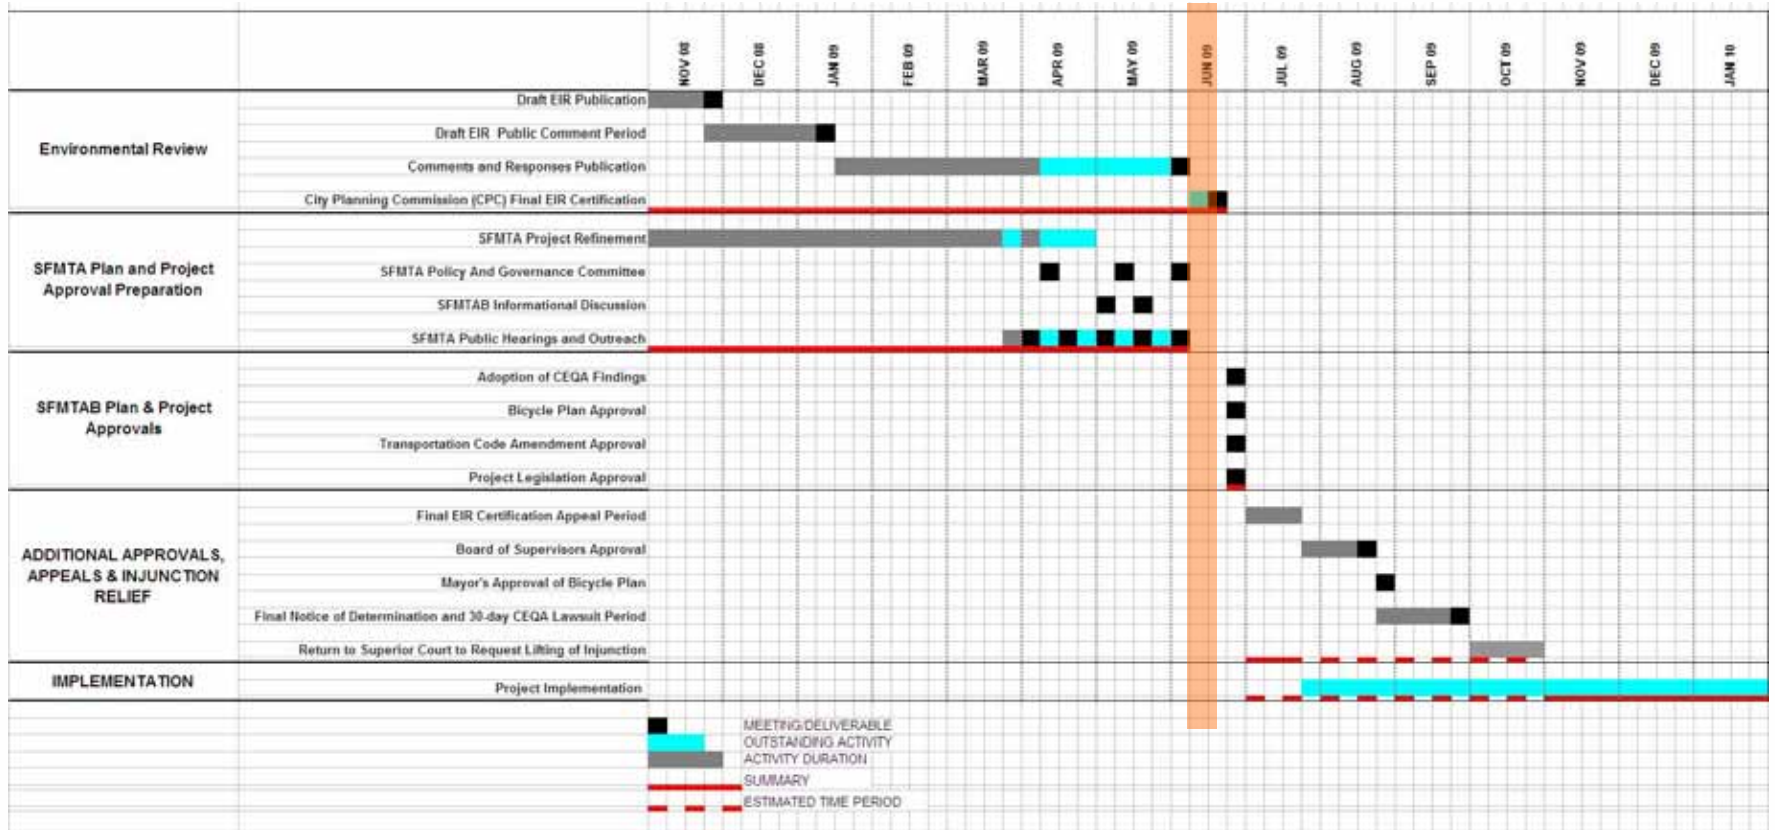 NOV 08 DEC 08 JAN 09 FEB 09 MAR 09 APR 09 MAY 09 JUN 09 JUL 09 AUG 09 SEP 09 OCT 09 NOV 09 DEC 09 JAN 10
Environmental Review
Draft EIR Publication
Draft EIR Public Comment Period
Comments and Responses Publication
City Planning Commission (CPC) Final EIR Certification
SFMTA Plan and Project
Approval Preparation
SFMTA Project Refinement
SFMTA Policy And Governance Committee
SFMTAB Informational Discussion
SFMTA Public Hearings and Outreach
SFMTAB Plan & Project
Approvals
Adoption of CEQA Findings
Bicycle Plan Approval
Transportation Code Amendment Approval
Project Legislation Approval
ADDITIONAL APPROVALS,
APPEALS & INJUNCTION
RELIEF
Final EIR Certification Appeal Period
Board of Supervisors Approval
Mayor's Approval of Bicycle Plan
Final Notice of Determination and 30-day CEQA Lawsuit Period
Return to Superior Court to Request Lifting of Injunction
IMPLEMENTATION
Project Implementation
MEETING/DELIVERABLE
OUTSTANDING ACTIVITY
ACTIVITY DURATION
SUMMARY
ESTIMATED TIME PERIOD